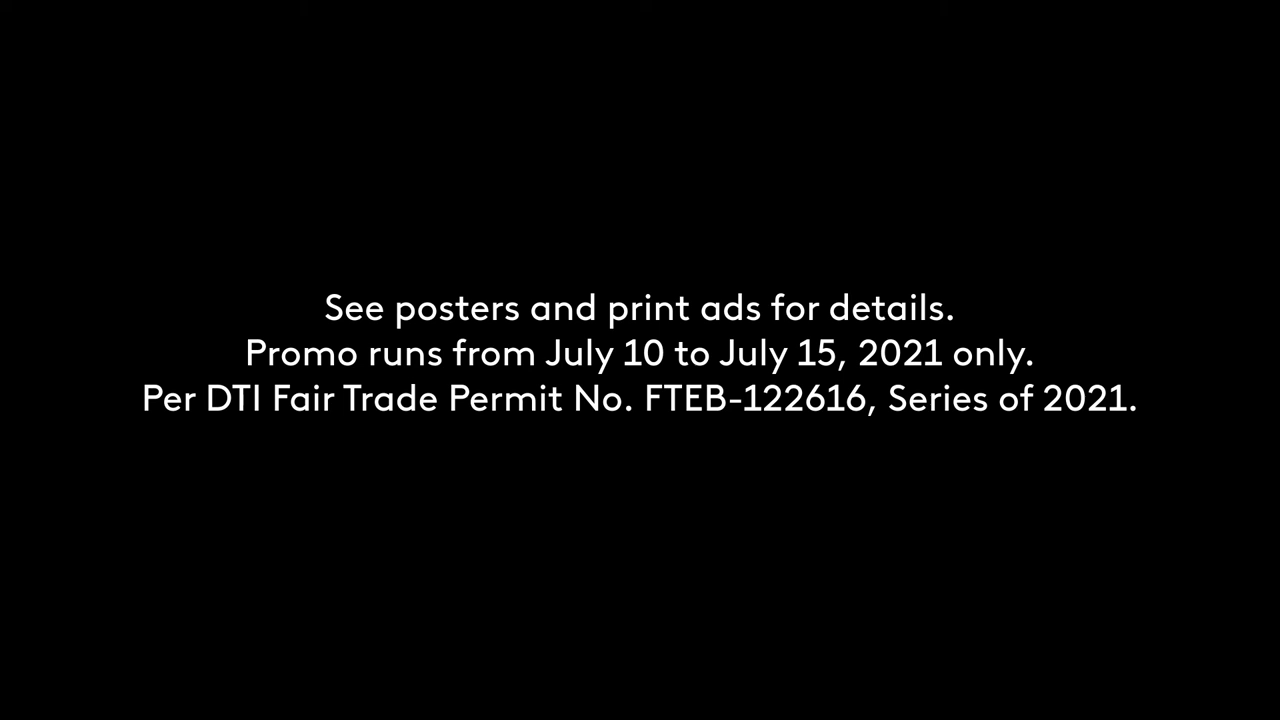 See posters and print ads for details.
Promo runs from July 10 to July 15, 2021 only.
Per DTI Fair Trade Permit No. FTEB-122616, Series of 2021.